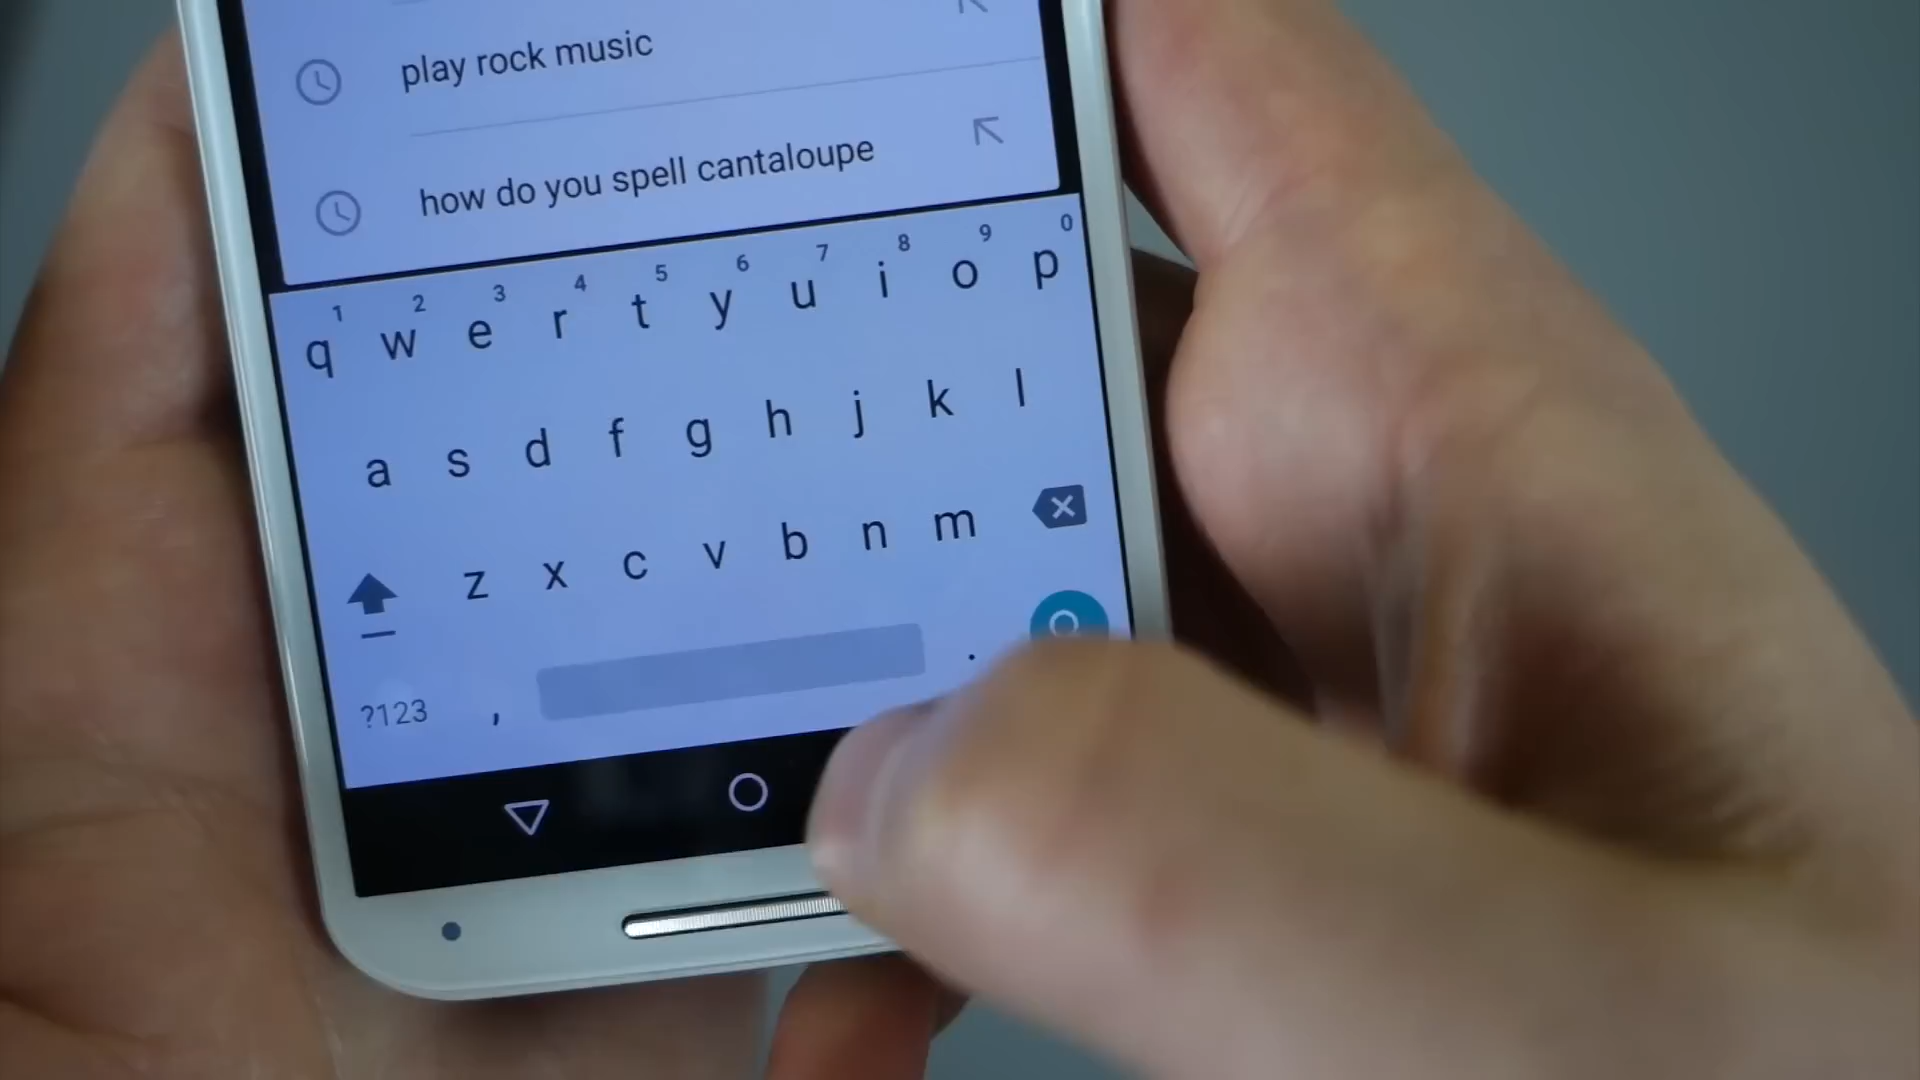 play rock music
how do you spell cantaloupe
1 2 3 4 5 6 7 8 9 0
q w e r t y u i o p
a s d f g h j k l
z x c v b n m
?123 , .